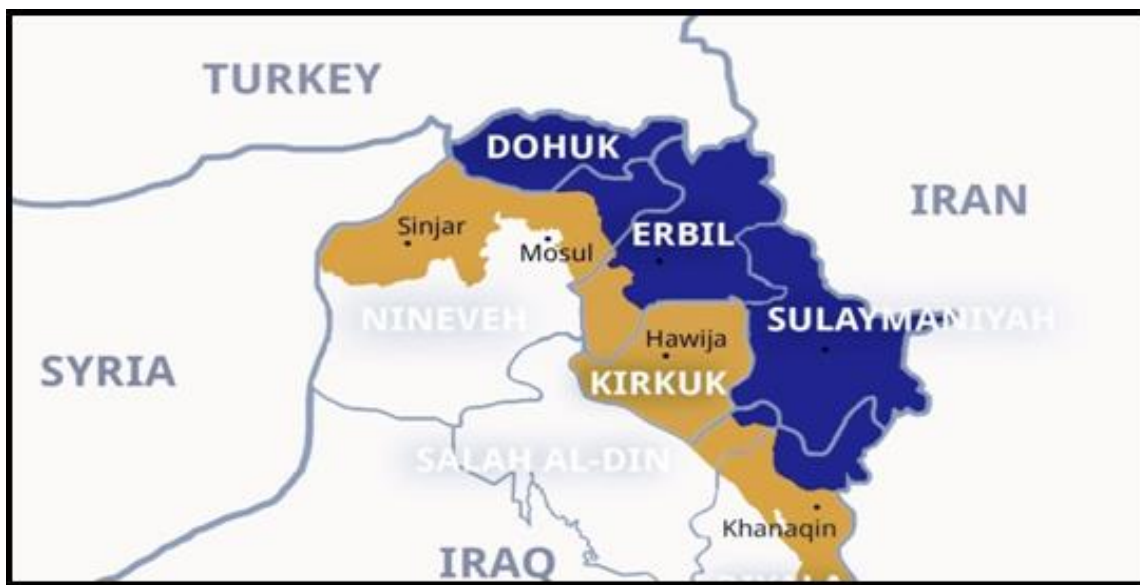 TURKEY
DOHUK
IRAN
Sinjar
ERBIL
Mosul
NINEVEH
SULAYMANIYAH
Hawija
SYRIA
KIRKUK
SALAH AL-DIN
Khanaqin
IRAQ